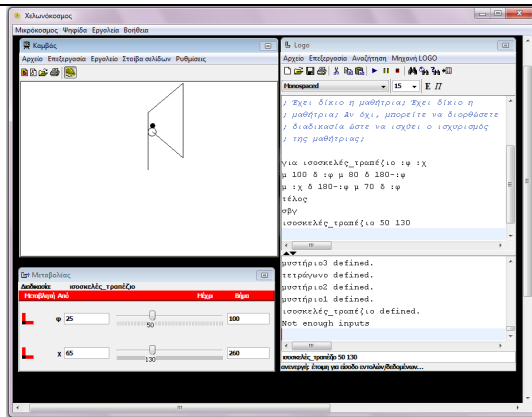 Χελωνόκοσμος
Μικρόκοσμος Ψηφίδα Εργαλεία Βοήθεια
Καμβάς
Αρχείο Επεξεργασία Εργαλεία Στοίβα σελίδων Ρυθμίσεις
Logo
Αρχείο Επεξεργασία Αναζήτηση Μηχανή LOGO
Monospaced 15 Ε Π
; Έχει δίκιο η μαθήτρια; Έχει δίκιο η
; μαθήτρια; Αν όχι, μπορείτε να διορθώσετε
; διαδικασία ώστε να ισχύει ο ισχυρισμός
; της μαθήτριας;
για ισοσκελές_τραπέζιο :φ :χ
μ 100 δ :φ μ 80 δ 180-:φ
μ :χ δ 180-:φ μ 70 δ :φ
τέλος
σβγ
ισοσκελές_τραπέζιο 50 130
μυστήριο3 defined.
τετράγωνο defined.
μυστήριο2 defined.
μυστήριο1 defined.
ισοσκελές_τραπέζιο defined.
Not enough inputs
ισοσκελές_τραπέζιο 50 130
ανενεργή: έτοιμη για είσοδο εντολών/δεδομένων...
Μεταβολέας
Διαδικασία ισοσκελές_τραπέζιο
Μεταβλητή Από Μέχρι Βήμα
φ 25 50 100
χ 65 130 260